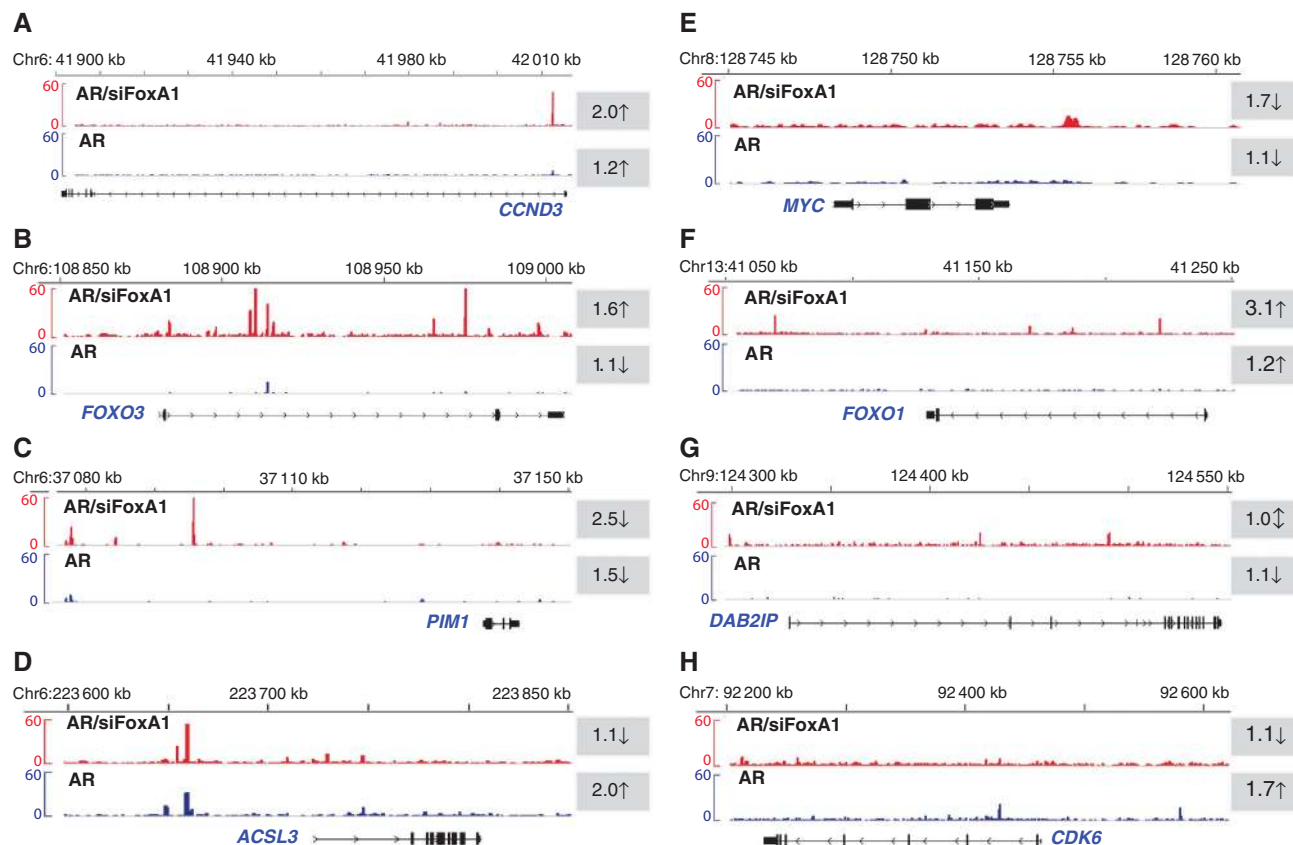 A
Chr6: 41 900 kb 41 940 kb 41 980 kb 42 010 kb
60
AR/siFoxA1
0
2.0↑
60
AR
0
1.2↑
CCND3
B
Chr6:108 850 kb 108 900 kb 108 950 kb 109 000 kb
60
AR/siFoxA1
0
1.6↑
60
AR
0
1.1↓
FOXO3
C
Chr6:37 080 kb 37 110 kb 37 150 kb
60
AR/siFoxA1
0
2.5↓
60
AR
0
1.5↓
PIM1
D
Chr6:223 600 kb 223 700 kb 223 850 kb
60
AR/siFoxA1
0
1.1↓
60
AR
0
2.0↑
ACSL3
E
Chr8:128 745 kb 128 750 kb 128 755 kb 128 760 kb
60
AR/siFoxA1
0
1.7↓
60
AR
0
1.1↓
MYC
F
Chr13:41 050 kb 41 150 kb 41 250 kb
60
AR/siFoxA1
0
3.1↑
60
AR
0
1.2↑
FOXO1
G
Chr9:124 300 kb 124 400 kb 124 550 kb
60
AR/siFoxA1
0
1.0↕
60
AR
0
1.1↓
DAB2IP
H
Chr7: 92 200 kb 92 400 kb 92 600 kb
60
AR/siFoxA1
0
1.1↓
60
AR
0
1.7↑
CDK6